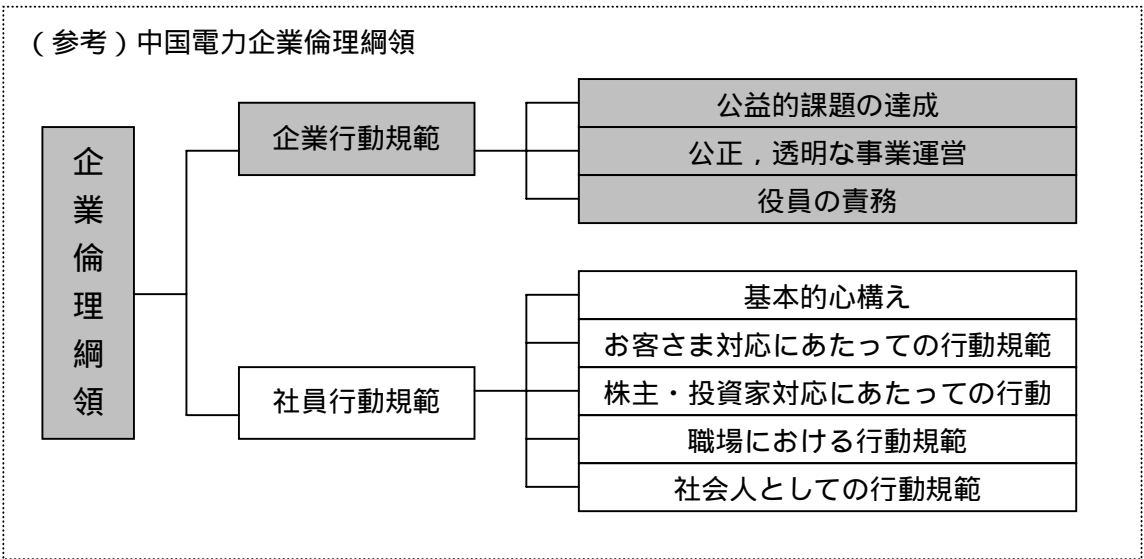 （参考）中国電力企業倫理綱領
企業倫理綱領
企業行動規範
公益的課題の達成
公正，透明な事業運営
役員の責務
社員行動規範
基本的心構え
お客さま対応にあたっての行動規範
株主・投資家対応にあたっての行動
職場における行動規範
社会人としての行動規範